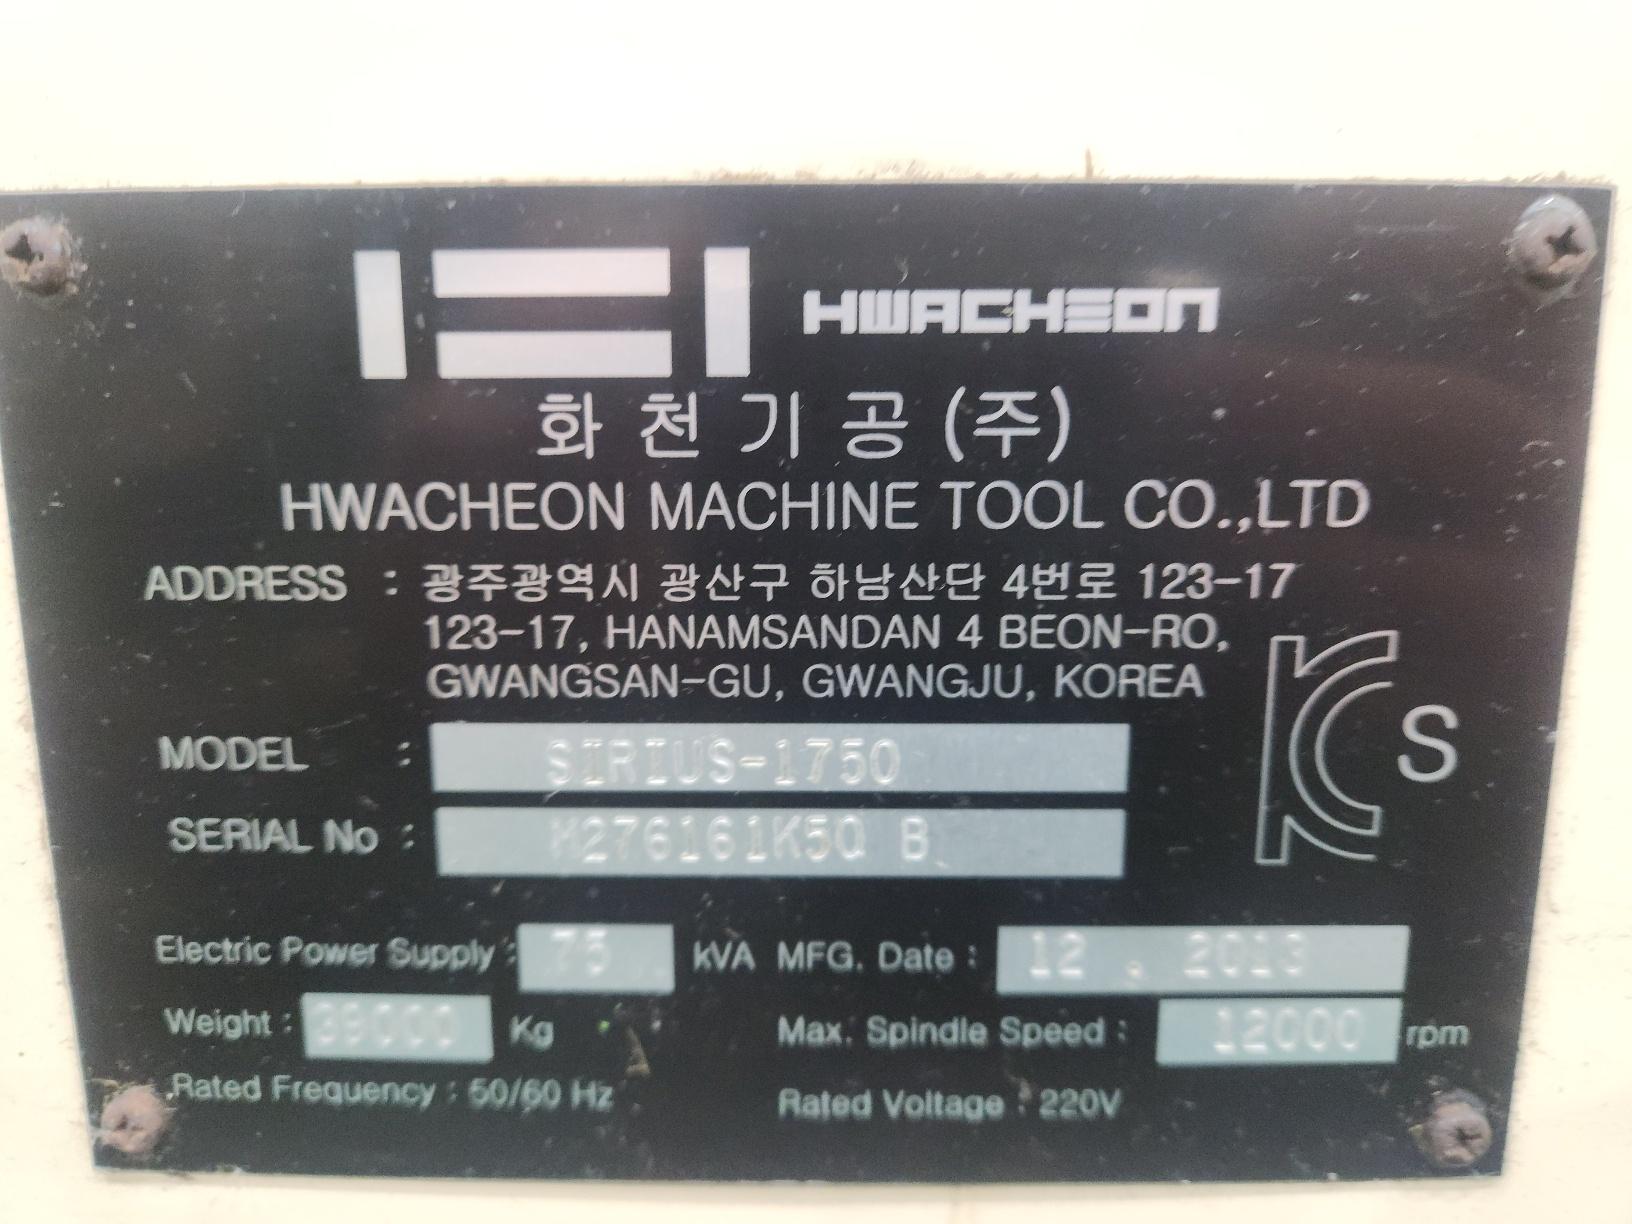 HWACHEON
화천기공(주)
HWACHEON MACHINE TOOL CO.,LTD
ADDRESS : 광주광역시 광산구 하남산단 4번로 123-17
123-17, HANAMSANDAN 4 BEON-RO,
GWANGSAN-GU, GWANGJU, KOREA
MODEL : SIRIUS-1750
SERIAL No : M276161K5Q B
KC S
Electric Power Supply : 75 KVA MFG. Date : 12 . 2013
Weight : 39000 Kg Max. Spindle Speed : 12000 rpm
Rated Frequency : 50/60 Hz Rated Voltage : 220V